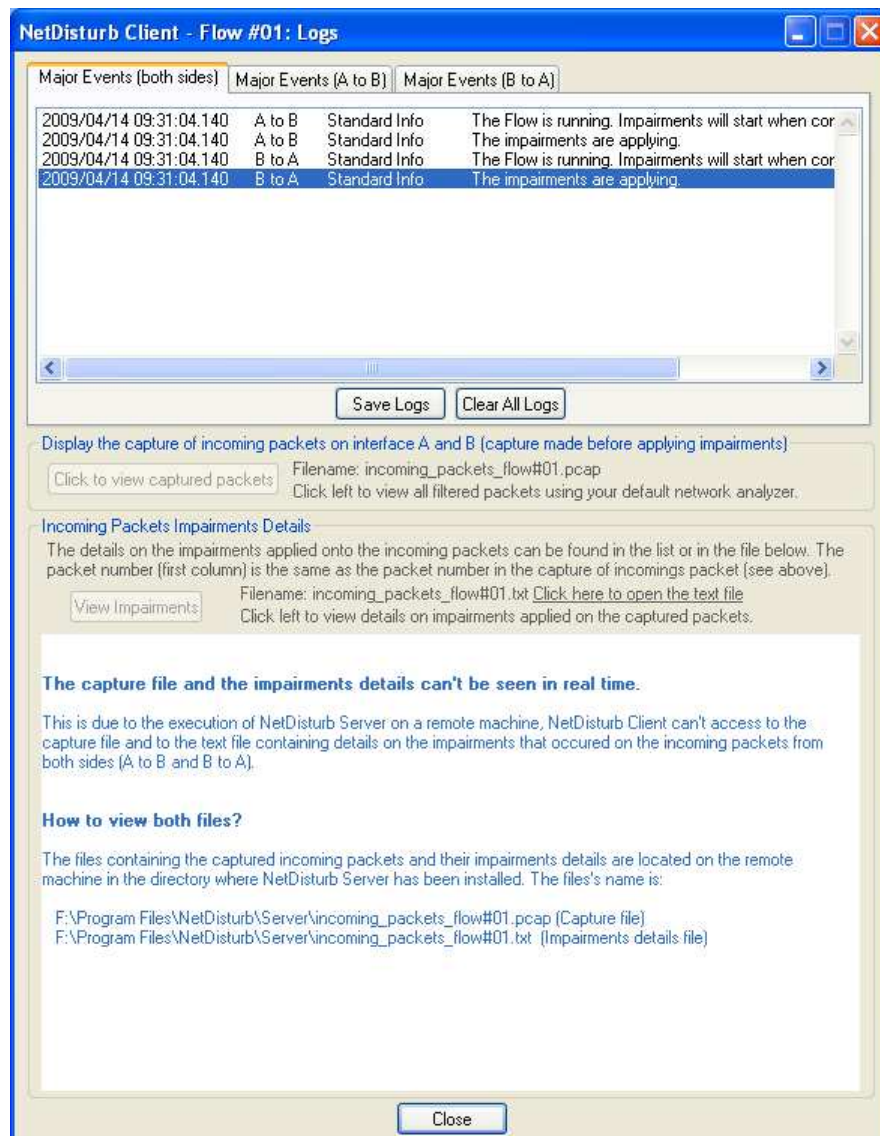 NetDisturb Client - Flow #01: Logs
Major Events (both sides) Major Events (A to B) Major Events (B to A)
2009/04/14 09:31:04.140 A to B Standard Info The Flow is running. Impairments will start when cor
2009/04/14 09:31:04.140 A to B Standard Info The impairments are applying.
2009/04/14 09:31:04.140 B to A Standard Info The Flow is running. Impairments will start when cor
2009/04/14 09:31:04.140 B to A Standard Info The impairments are applying.
Save Logs Clear All Logs
Display the capture of incoming packets on interface A and B (capture made before applying impairments)
Click to view captured packets
Filename: incoming_packets_flow#01.pcap
Click left to view all filtered packets using your default network analyzer.
Incoming Packets Impairments Details
The details on the impairments applied onto the incoming packets can be found in the list or in the file below. The
packet number (first column) is the same as the packet number in the capture of incomings packet (see above).
View Impairments
Filename: incoming_packets_flow#01.txt Click here to open the text file
Click left to view details on impairments applied on the captured packets.
The capture file and the impairments details can't be seen in real time.
This is due to the execution of NetDisturb Server on a remote machine, NetDisturb Client can't access to the
capture file and to the text file containing details on the impairments that occured on the incoming packets from
both sides (A to B and B to A).
How to view both files?
The files containing the captured incoming packets and their impairments details are located on the remote
machine in the directory where NetDisturb Server has been installed. The files's name is:
F:\Program Files\NetDisturb\Server\incoming_packets_flow#01.pcap (Capture file)
F:\Program Files\NetDisturb\Server\incoming_packets_flow#01.txt (Impairments details file)
Close